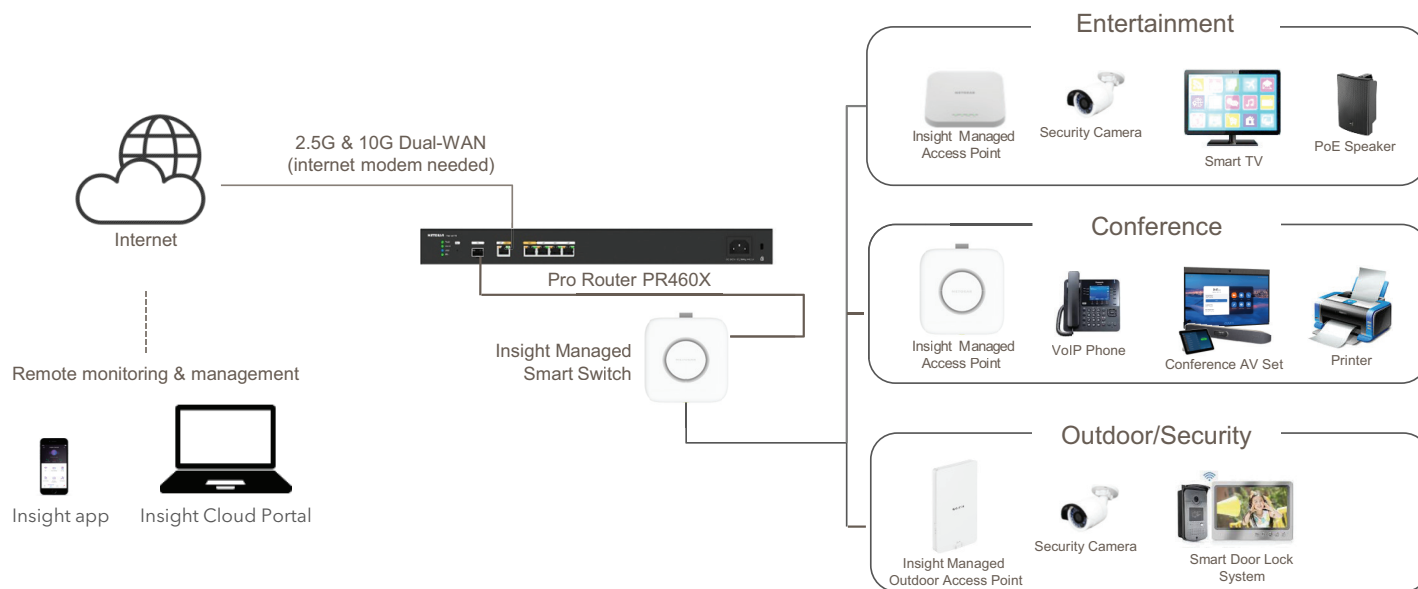 Entertainment
Insight Managed
Access Point
Security Camera
Smart TV
PoE Speaker
2.5G & 10G Dual-WAN
(internet modem needed)
Internet
NETGEAR
Pro Router PR460X
Insight Managed
Smart Switch
Conference
Insight Managed
Access Point
VoIP Phone
Conference AV Set
Printer
Remote monitoring & management
Insight app
Insight Cloud Portal
Outdoor/Security
Insight Managed
Outdoor Access Point
Security Camera
Smart Door Lock
System